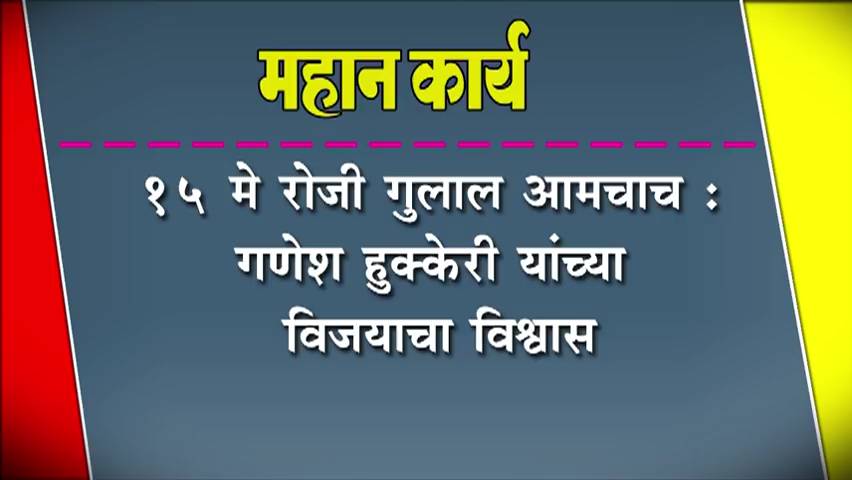 महान कार्य
१५ मे रोजी गुलाल आमचाच :
गणेश हुक्केरी यांच्या
विजयाचा विश्वास